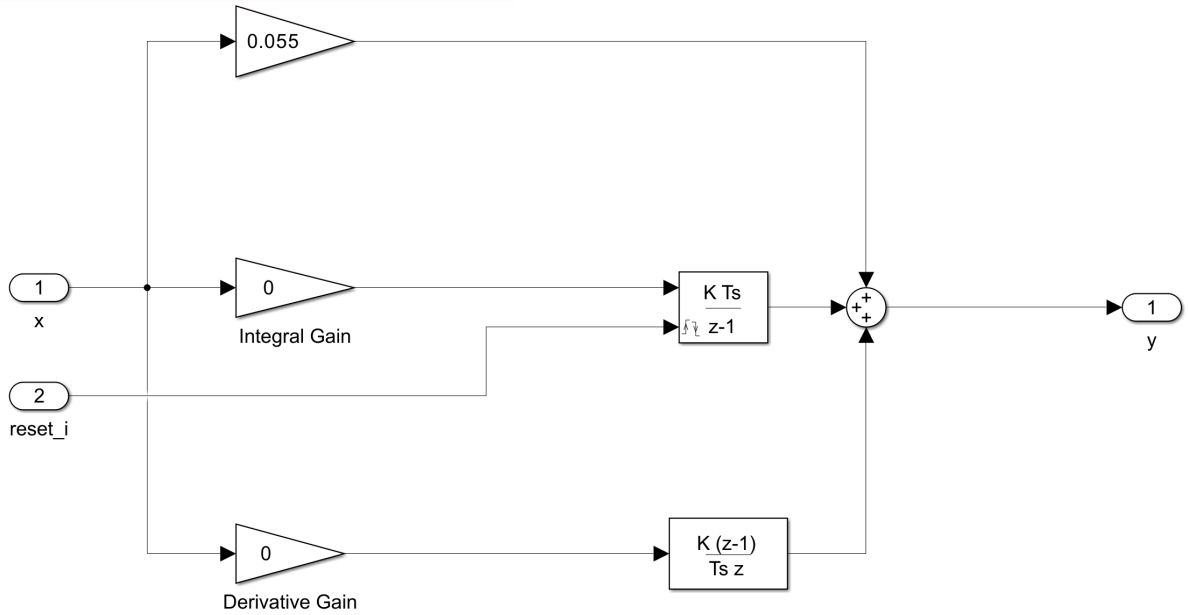 0.055
1
x
0
Integral Gain
K Ts
z-1
+
+
+
1
y
2
reset_i
0
Derivative Gain
K (z-1)
Ts z